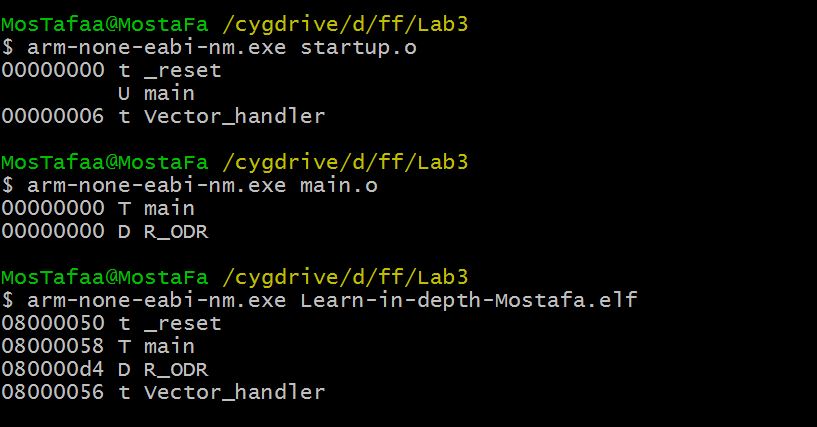 MosTafaa@MostaFa /cygdrive/d/ff/Lab3
$ arm-none-eabi-nm.exe startup.o
00000000 t _reset
         U main
00000006 t Vector_handler

MosTafaa@MostaFa /cygdrive/d/ff/Lab3
$ arm-none-eabi-nm.exe main.o
00000000 T main
00000000 D R_ODR

MosTafaa@MostaFa /cygdrive/d/ff/Lab3
$ arm-none-eabi-nm.exe Learn-in-depth-Mostafa.elf
08000050 t _reset
08000058 T main
080000d4 D R_ODR
08000056 t Vector_handler